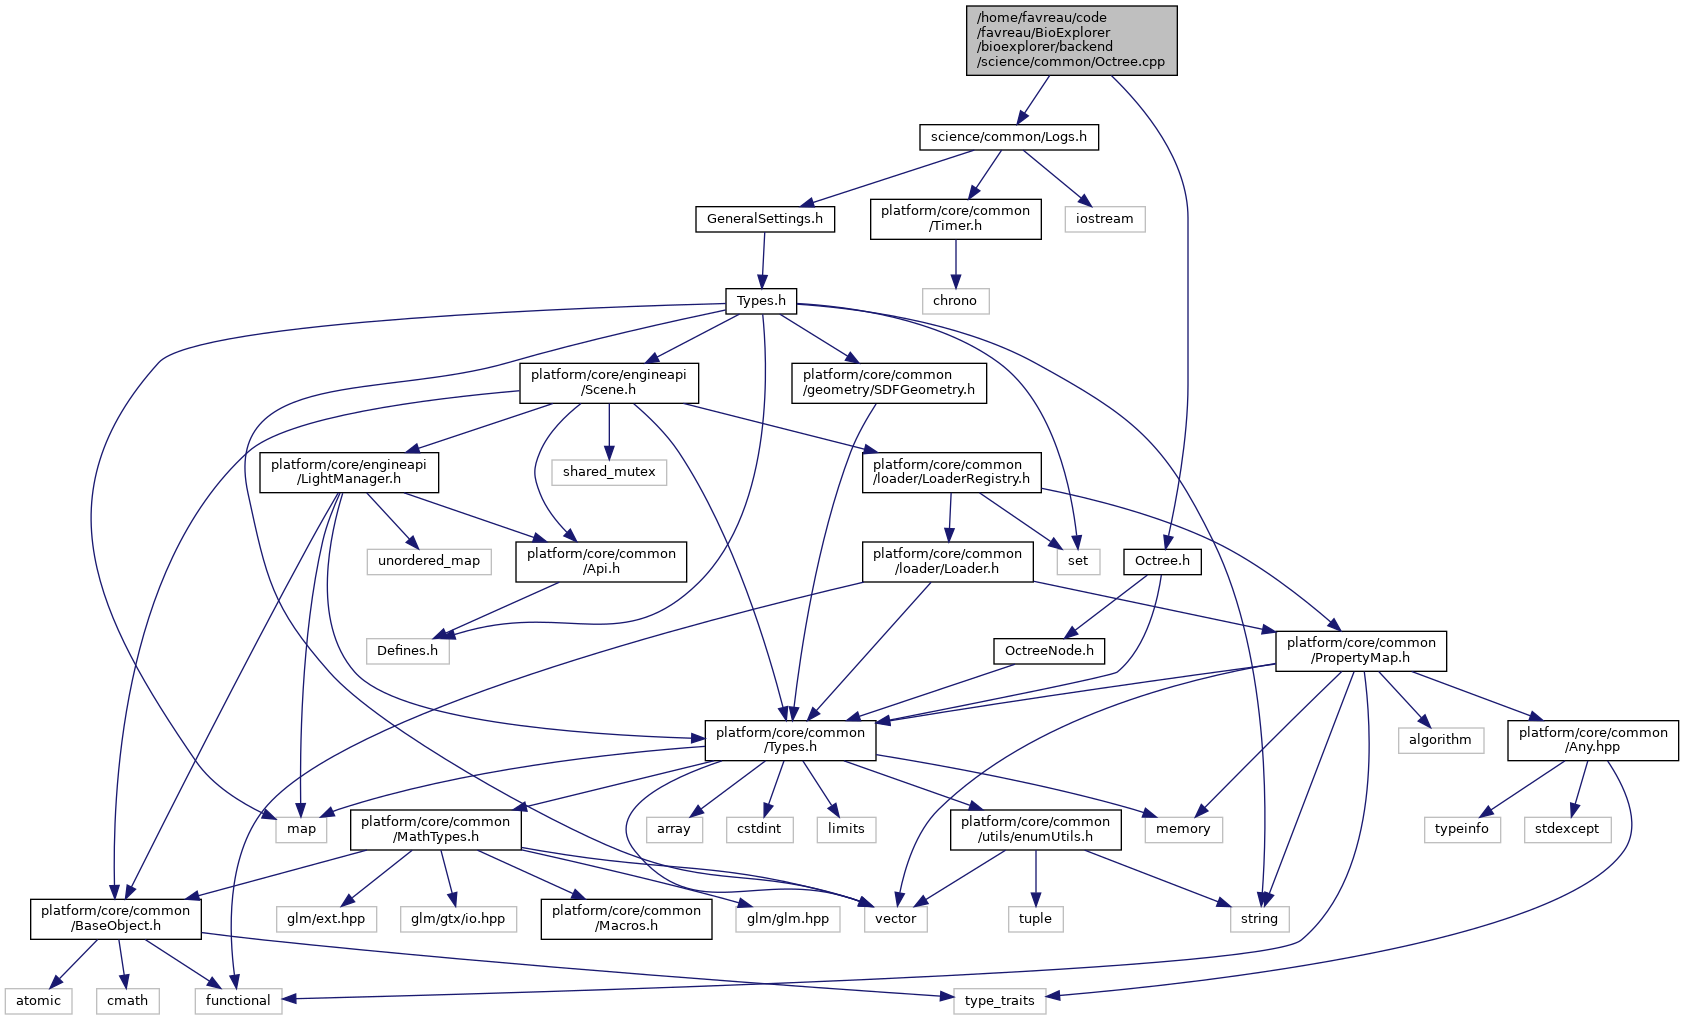 /home/favreau/code
/favreau/BioExplorer
/bioexplorer/backend
/science/common/Octree.cpp
science/common/Logs.h
GeneralSettings.h
platform/core/common
/Timer.h
iostream
Types.h
chrono
platform/core/engineapi
/Scene.h
platform/core/common
/geometry/SDFGeometry.h
platform/core/engineapi
/LightManager.h
shared_mutex
platform/core/common
/loader/LoaderRegistry.h
unordered_map
platform/core/common
/Api.h
platform/core/common
/loader/Loader.h
set
Octree.h
Defines.h
OctreeNode.h
platform/core/common
/PropertyMap.h
platform/core/common
/Types.h
algorithm
platform/core/common
/Any.hpp
map
platform/core/common
/MathTypes.h
array
cstdint
limits
platform/core/common
/utils/enumUtils.h
memory
typeinfo
stdexcept
platform/core/common
/BaseObject.h
glm/ext.hpp
glm/gtx/io.hpp
platform/core/common
/Macros.h
glm/glm.hpp
vector
tuple
string
atomic
cmath
functional
type_traits